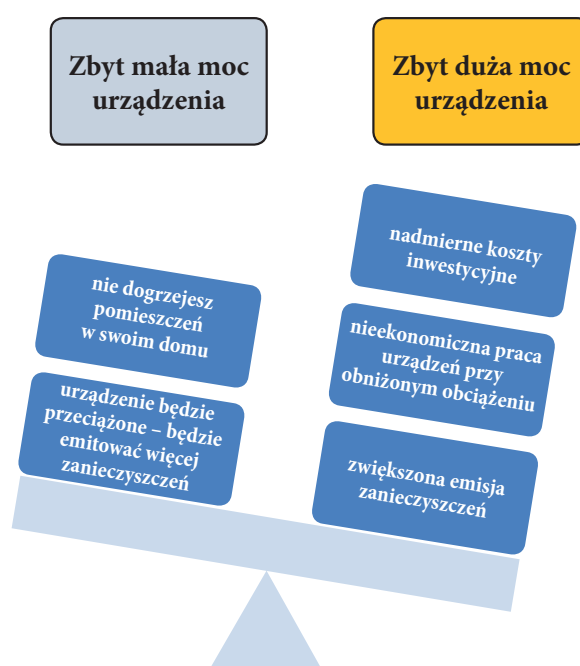 Zbyt mała moc
urządzenia
Zbyt duża moc
urządzenia
nie dogrzejesz
pomieszczeń
w swoim domu
urządzenie będzie
przeciążone – będzie
emitować więcej
zanieczyszczeń
nadmierne koszty
inwestycyjne
nieekonomiczna praca
urządzeń przy
obniżonym obciążeniu
zwiększona emisja
zanieczyszczeń